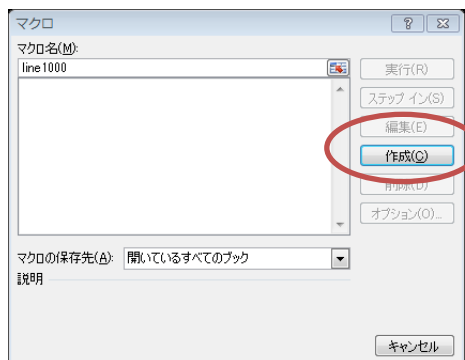 マクロ
マクロ名(M):
line1000
実行(R)
ステップ イン(S)
編集(E)
作成(C)
削除(D)
オプション(O)...
マクロの保存先(A): 開いているすべてのブック
説明
キャンセル